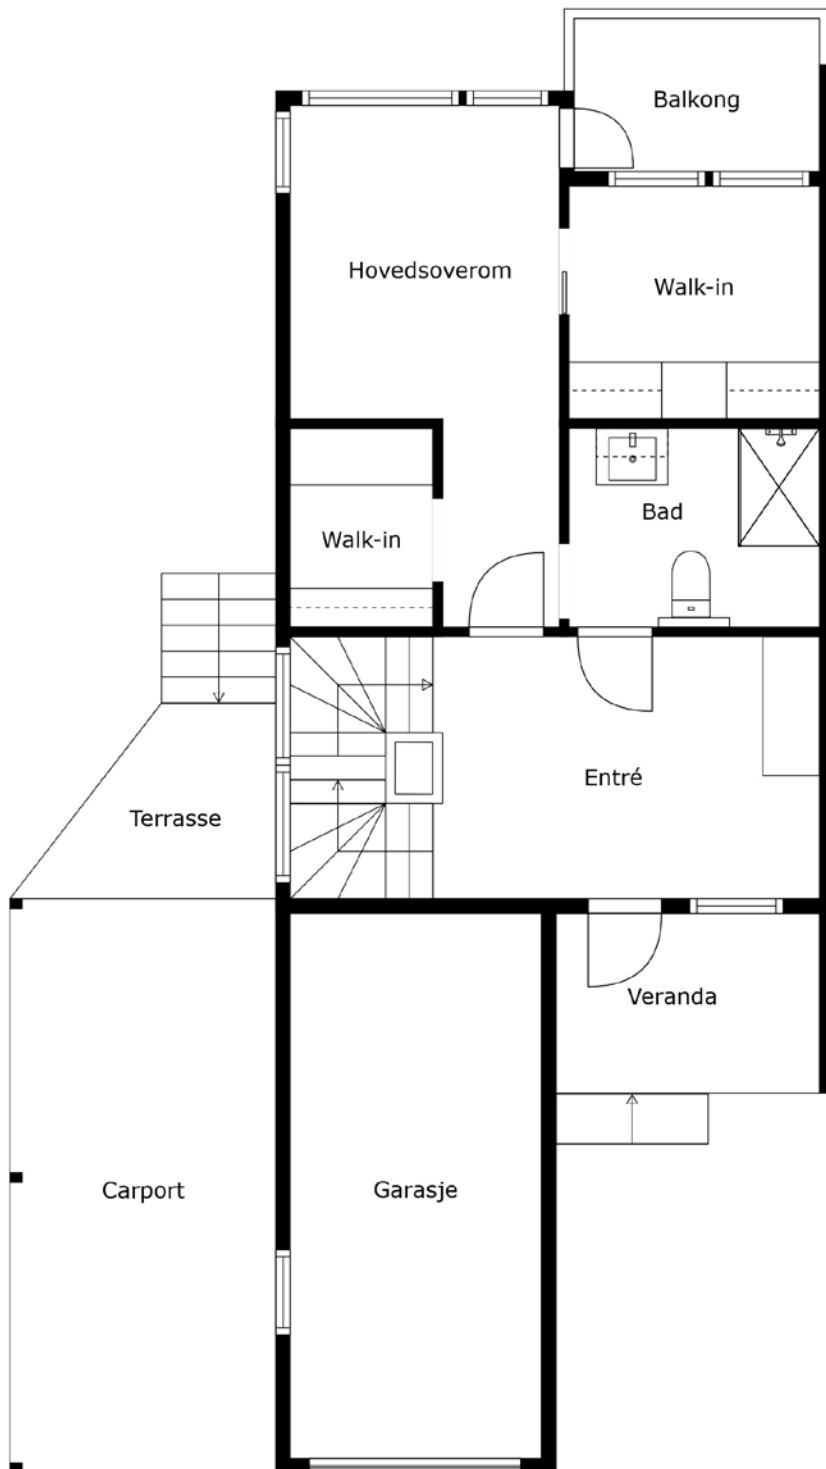 Balkong
Hovedsoverom
Walk-in
Walk-in
Bad
Entré
Terrasse
Veranda
Carport
Garasje